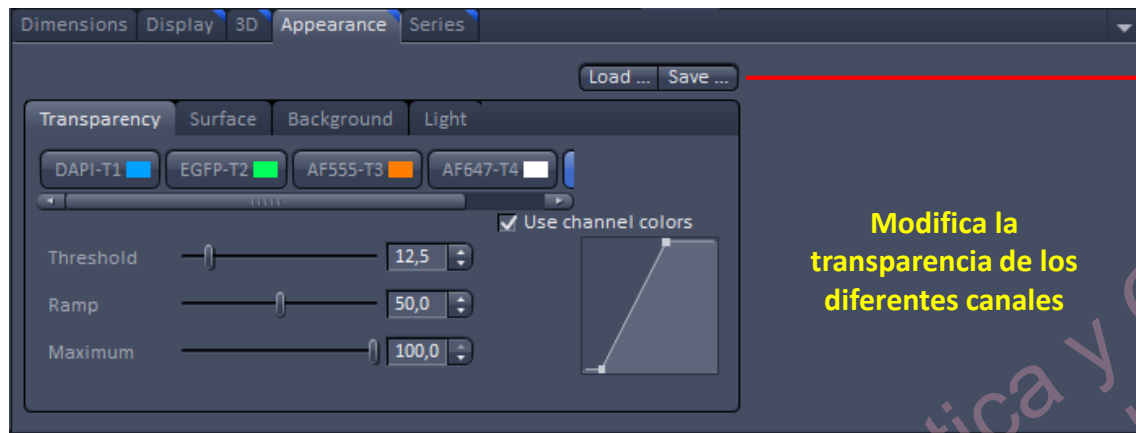 Dimensions Display 3D Appearance Series
Load ... Save ...
Transparency Surface Background Light
DAPI-T1 EGFP-T2 AF555-T3 AF647-T4
Use channel colors
Threshold 12,5
Ramp 50,0
Maximum 100,0
Modifica la
transparencia de los
diferentes canales